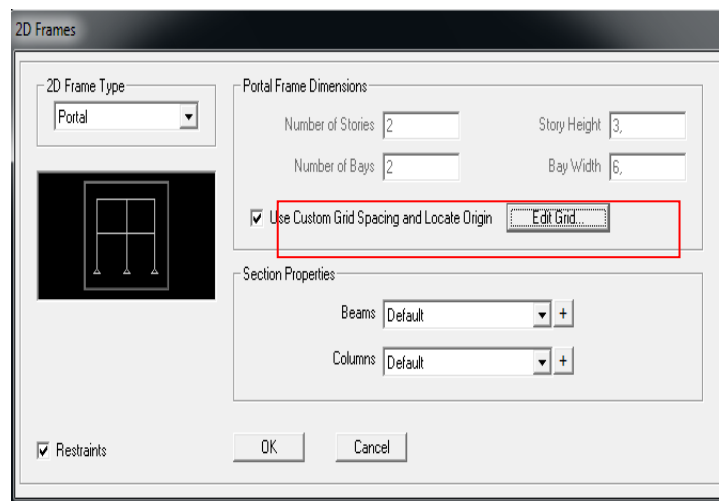 2D Frames
2D Frame Type
Portal
Portal Frame Dimensions
Number of Stories 2 Story Height 3,
Number of Bays 2 Bay Width 6,
Use Custom Grid Spacing and Locate Origin Edit Grid...
Section Properties
Beams Default +
Columns Default +
Restraints OK Cancel